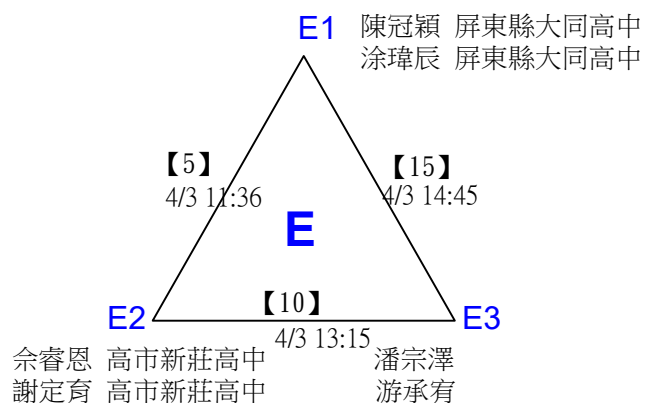 E1 陳冠穎 屏東縣大同高中
涂瑋辰 屏東縣大同高中
【5】
4/3 11:36
【15】
4/3 14:45
E
【10】
4/3 13:15
E2
E3
佘睿恩 高市新莊高中
謝定育 高市新莊高中
潘宗澤
游承宥